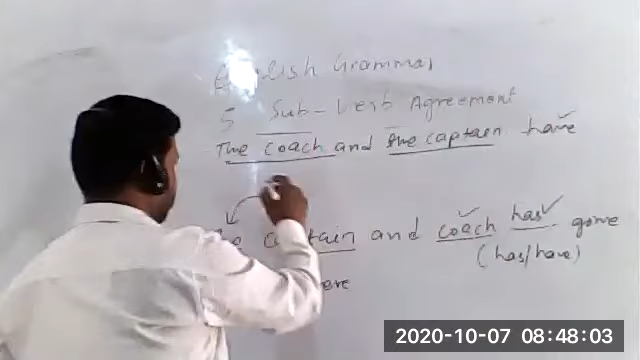 English Grammar
5 Sub-Verb Agreement
The coach and the captain have
captain and coach has gone
(has/have)
2020-10-07 08:48:03